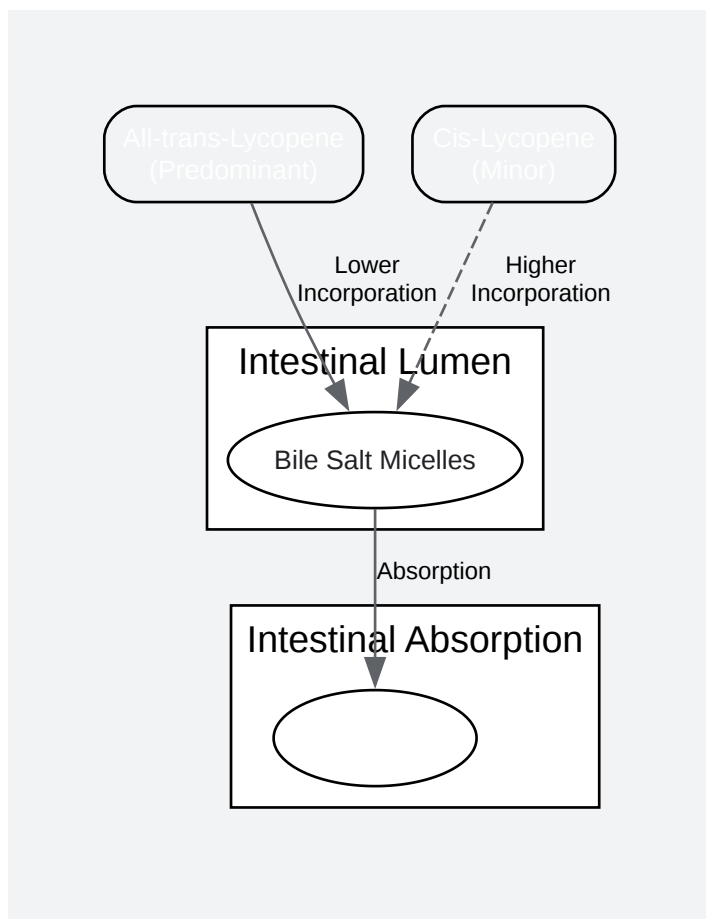 All-trans-Lycopene
(Predominant)
Cis-Lycopene
(Minor)
Lower
Incorporation
Higher
Incorporation
Intestinal Lumen
Bile Salt Micelles
Absorption
Intestinal Absorption